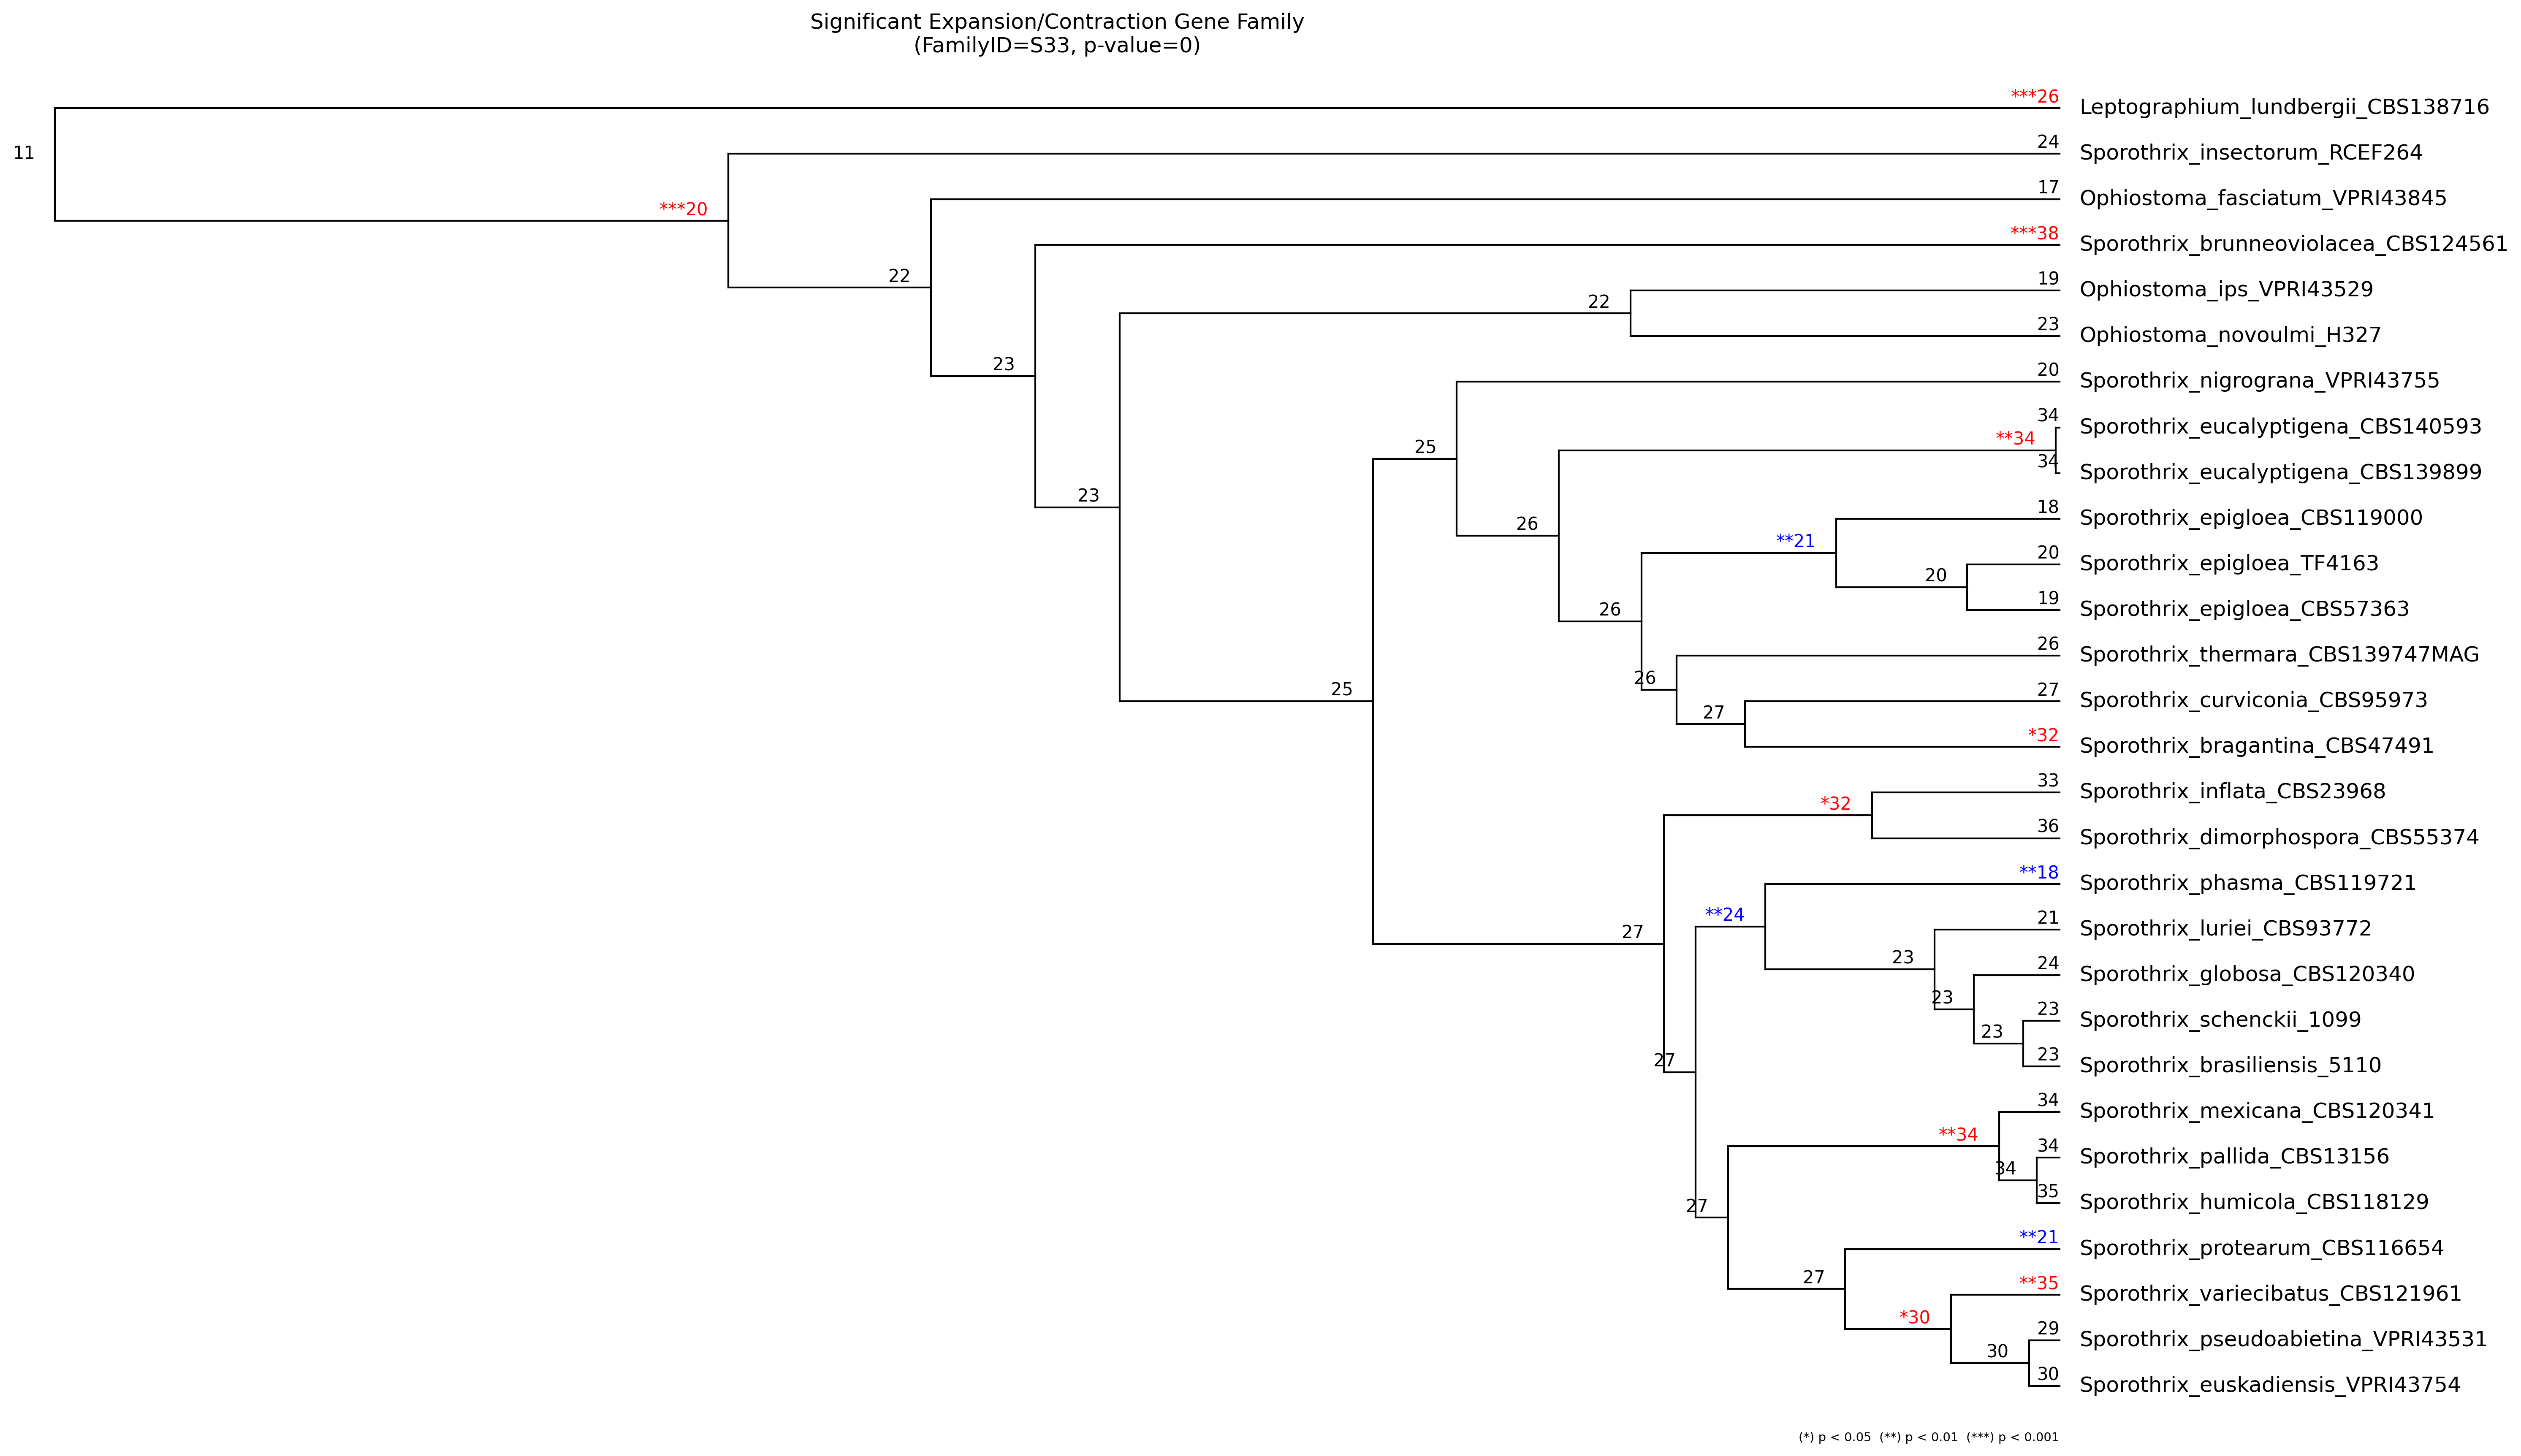 Significant Expansion/Contraction Gene Family
(FamilyID=S33, p-value=0)
***26 Leptographium_lundbergii_CBS138716
11
24 Sporothrix_insectorum_RCEF264
17 Ophiostoma_fasciatum_VPRI43845
***20
***38 Sporothrix_brunneoviolacea_CBS124561
22
19 Ophiostoma_ips_VPRI43529
22
23 Ophiostoma_novoulmi_H327
23
20 Sporothrix_nigrograna_VPRI43755
34 Sporothrix_eucalyptigena_CBS140593
**34
25
34 Sporothrix_eucalyptigena_CBS139899
23
18 Sporothrix_epigloea_CBS119000
26
**21
20 Sporothrix_epigloea_TF4163
20
19 Sporothrix_epigloea_CBS57363
26
26 Sporothrix_thermara_CBS139747MAG
26
25
27 Sporothrix_curviconia_CBS95973
27
*32 Sporothrix_bragantina_CBS47491
33 Sporothrix_inflata_CBS23968
*32
36 Sporothrix_dimorphospora_CBS55374
**18 Sporothrix_phasma_CBS119721
**24
21 Sporothrix_luriei_CBS93772
27
23
24 Sporothrix_globosa_CBS120340
23
23 Sporothrix_schenckii_1099
23
23 Sporothrix_brasiliensis_5110
27
34 Sporothrix_mexicana_CBS120341
**34
34 Sporothrix_pallida_CBS13156
34
35 Sporothrix_humicola_CBS118129
27
**21 Sporothrix_protearum_CBS116654
27
**35 Sporothrix_variecibatus_CBS121961
*30
29 Sporothrix_pseudoabietina_VPRI43531
30
30 Sporothrix_euskadiensis_VPRI43754
(*) p < 0.05 (**) p < 0.01 (***) p < 0.001